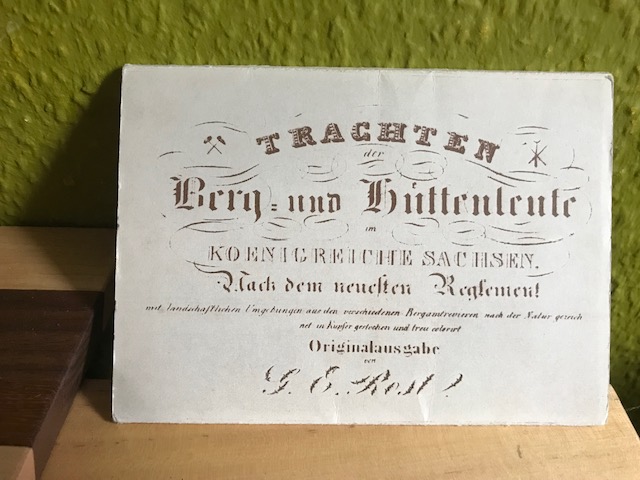 TRACHTEN
der
Berg- und Hüttenleute
im
KOENIGREICHE SACHSEN.
Nach dem neuesten Reglement
mit landschaftlichen Umgebungen aus den verschiedenen Bergamtrevieren nach der Natur gezeich
net in Kupfer gestochen und treu colorirt
Originalausgabe
von
G. E. Rost